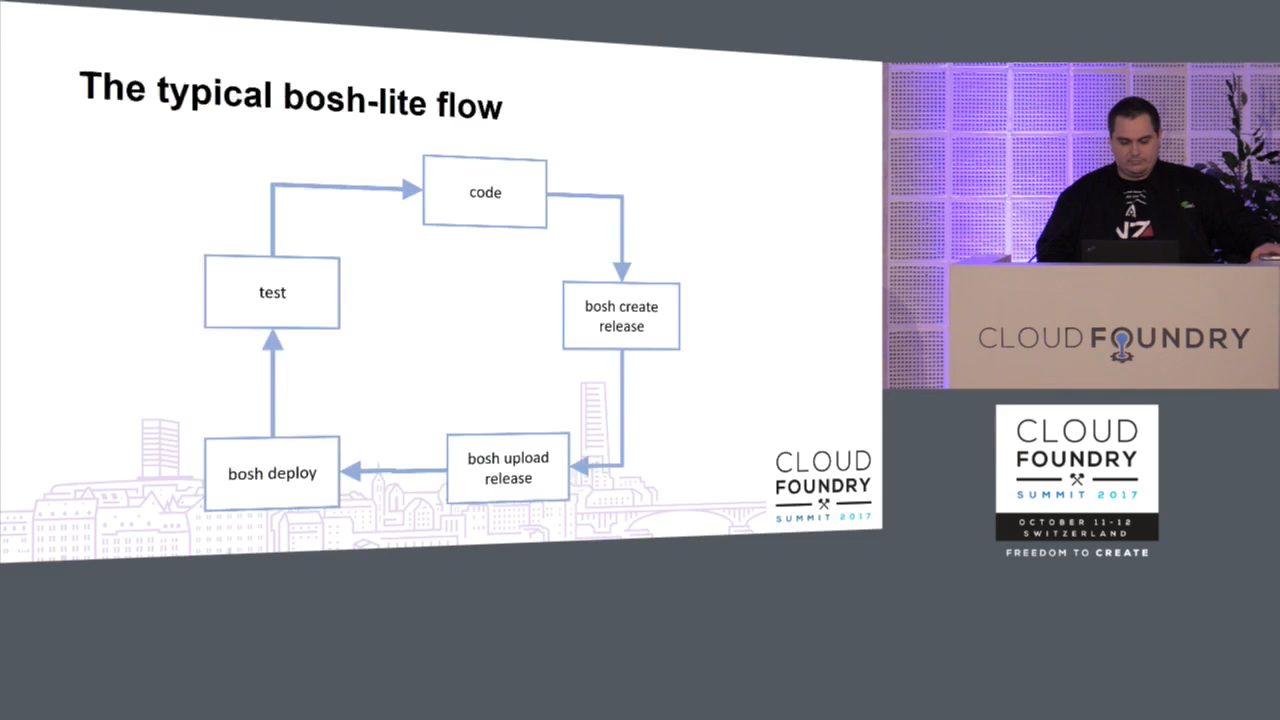 The typical bosh-lite flow
code
bosh create
release
bosh upload
release
bosh deploy
test
CLOUD
FOUNDRY
SUMMIT 2017
N7
CLOUD FOUNDRY
CLOUD
FOUNDRY
SUMMIT 2017
OCTOBER 11-12
SWITZERLAND
FREEDOM TO CREATE